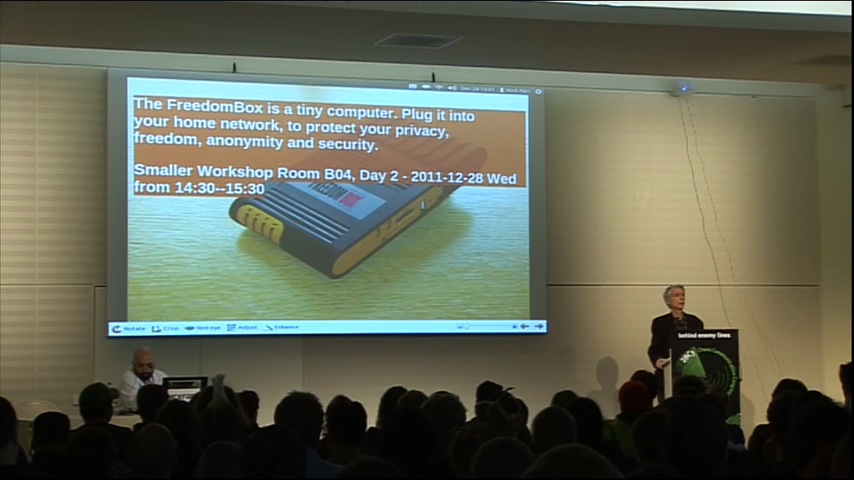 The FreedomBox is a tiny computer. Plug it into
your home network, to protect your privacy,
freedom, anonymity and security.
Smaller Workshop Room B04, Day 2 - 2011-12-28 Wed
from 14:30--15:30
Rotate Crop Red-eye Adjust Enhance
behind enemy lines